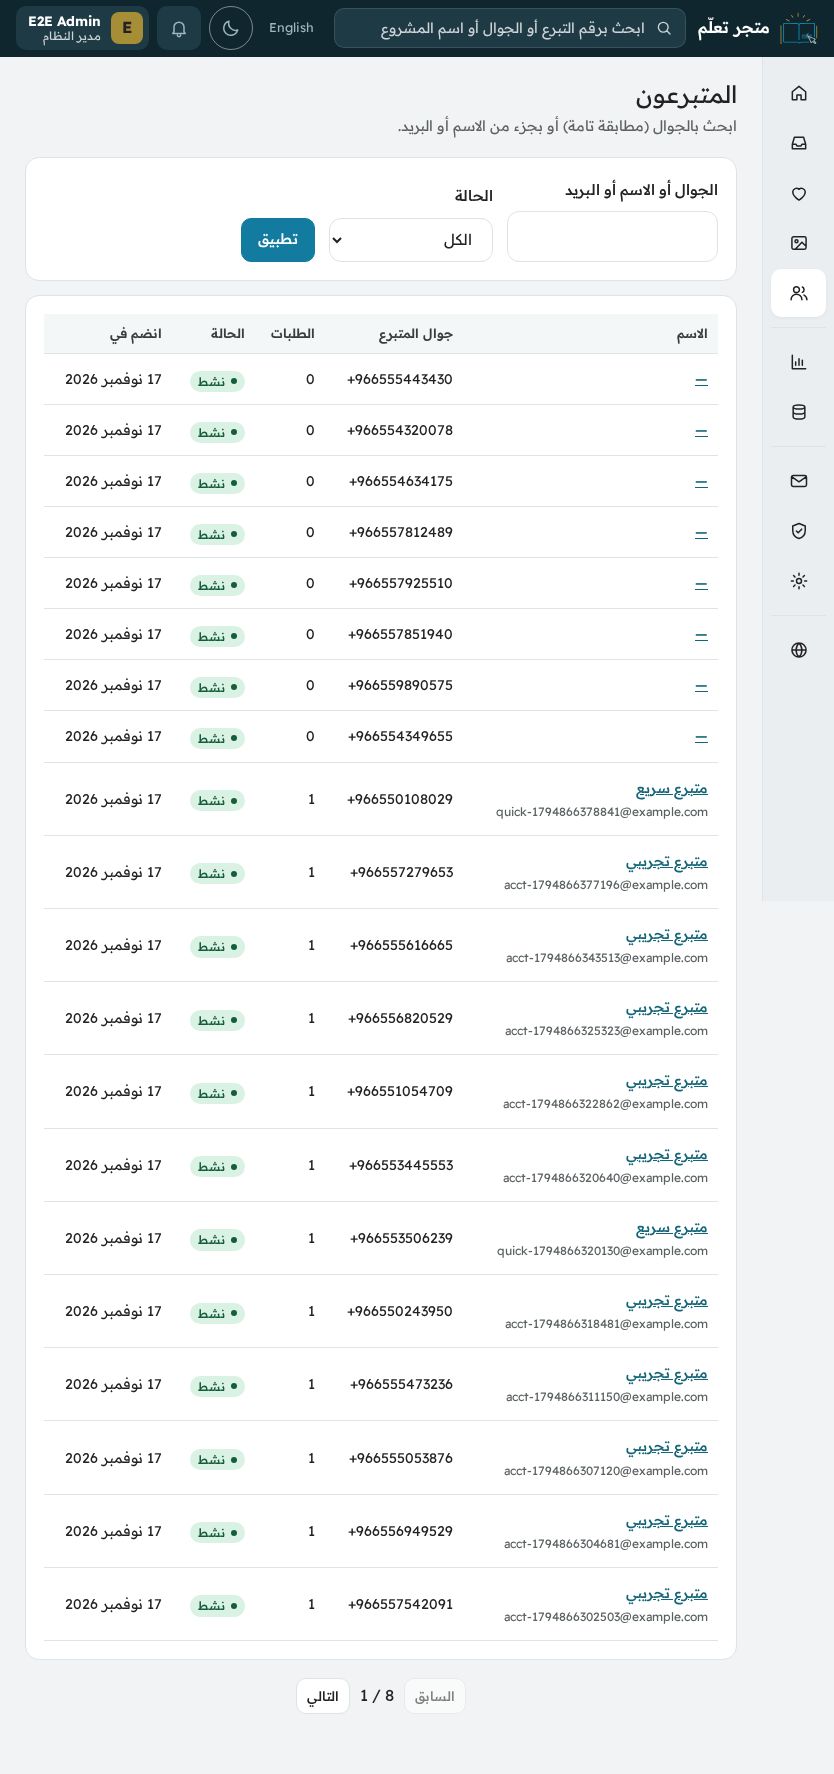 متجر تعلّم
ابحث برقم التبرع أو الجوال أو اسم المشروع
English
E
E2E Admin
مدير النظام
المتبرعون
ابحث بالجوال (مطابقة تامة) أو بجزء من الاسم أو البريد.
الجوال أو الاسم أو البريد
الحالة
الكل
تطبيق
الاسم جوال المتبرع الطلبات الحالة انضم في
— +966555443430 0 نشط 17 نوفمبر 2026
— +966554320078 0 نشط 17 نوفمبر 2026
— +966554634175 0 نشط 17 نوفمبر 2026
— +966557812489 0 نشط 17 نوفمبر 2026
— +966557925510 0 نشط 17 نوفمبر 2026
— +966557851940 0 نشط 17 نوفمبر 2026
— +966559890575 0 نشط 17 نوفمبر 2026
— +966554349655 0 نشط 17 نوفمبر 2026
متبرع سريع +966550108029 1 نشط 17 نوفمبر 2026
quick-1794866378841@example.com
متبرع تجريبي +966557279653 1 نشط 17 نوفمبر 2026
acct-1794866377196@example.com
متبرع تجريبي +966555616665 1 نشط 17 نوفمبر 2026
acct-1794866343513@example.com
متبرع تجريبي +966556820529 1 نشط 17 نوفمبر 2026
acct-1794866325323@example.com
متبرع تجريبي +966551054709 1 نشط 17 نوفمبر 2026
acct-1794866322862@example.com
متبرع تجريبي +966553445553 1 نشط 17 نوفمبر 2026
acct-1794866320640@example.com
متبرع سريع +966553506239 1 نشط 17 نوفمبر 2026
quick-1794866320130@example.com
متبرع تجريبي +966550243950 1 نشط 17 نوفمبر 2026
acct-1794866318481@example.com
متبرع تجريبي +966555473236 1 نشط 17 نوفمبر 2026
acct-1794866311150@example.com
متبرع تجريبي +966555053876 1 نشط 17 نوفمبر 2026
acct-1794866307120@example.com
متبرع تجريبي +966556949529 1 نشط 17 نوفمبر 2026
acct-1794866304681@example.com
متبرع تجريبي +966557542091 1 نشط 17 نوفمبر 2026
acct-1794866302503@example.com
السابق
1 / 8
التالي